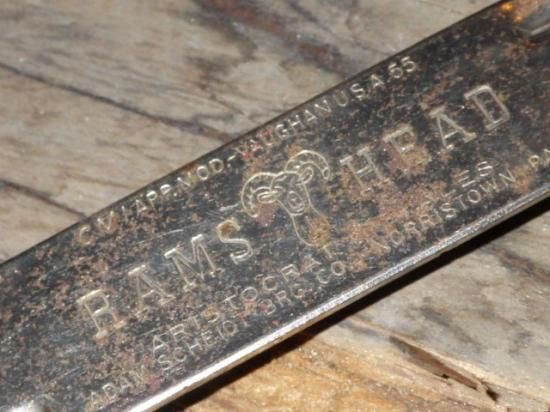 APP.MOD.-VAUGHAN U.S.A. 55
RAMS HEAD
ARISTOCRAT ALES
ADAM SCHEIDT BRG. CO. NORRISTOWN, PA